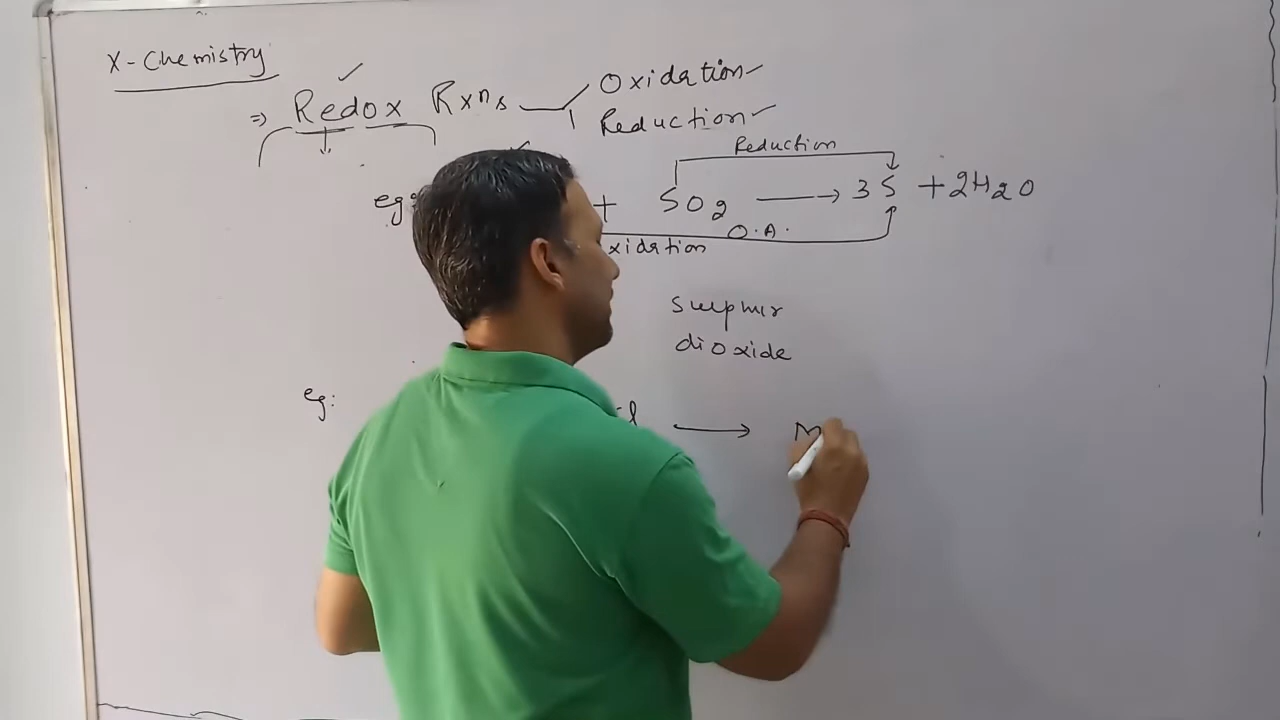 X - Chemistry
⇒ Redox Rxns Oxidation
Reduction
Reduction
eg: + SO2 → 3S + 2H2O
xidation O.A.
Sulphur
dioxide
eg: → M